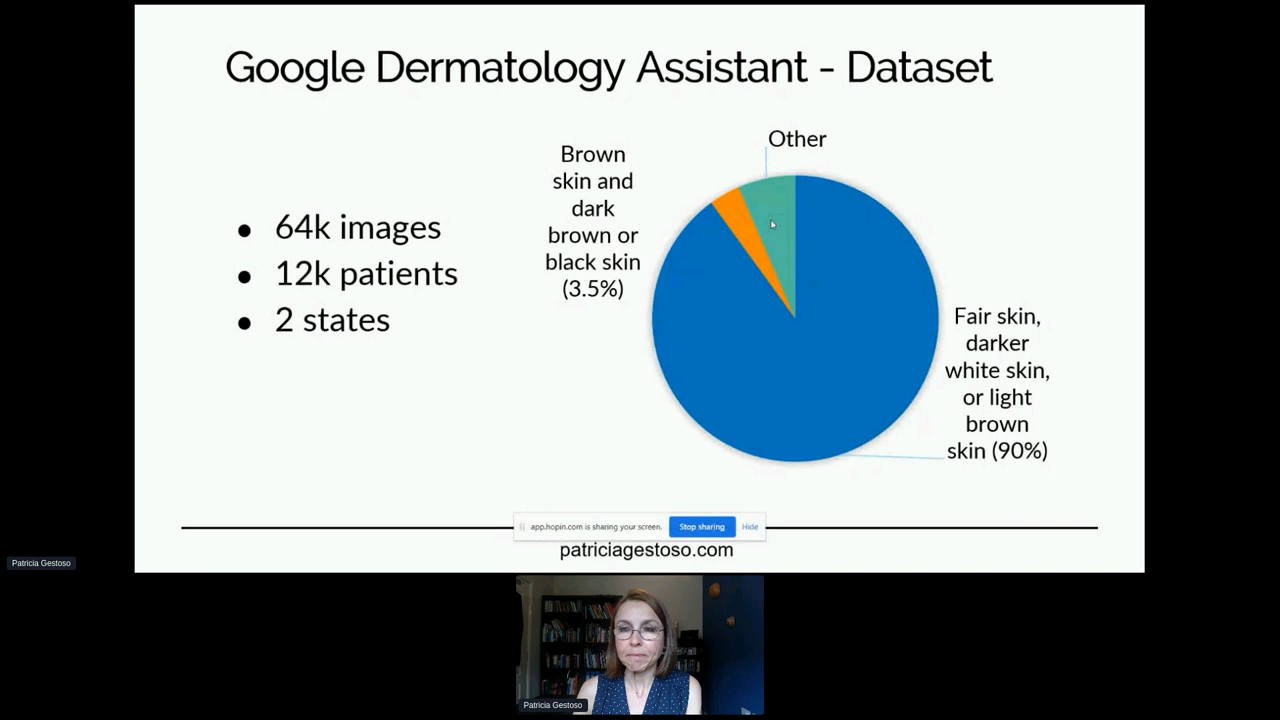 Google Dermatology Assistant - Dataset
● 64k images
● 12k patients
● 2 states
Brown
skin and
dark
brown or
black skin
(3.5%)
Other
Fair skin,
darker
white skin,
or light
brown
skin (90%)
app.hopin.com is sharing your screen. Stop sharing Hide
patriciagestoso.com
Patricia Gestoso
Patricia Gestoso